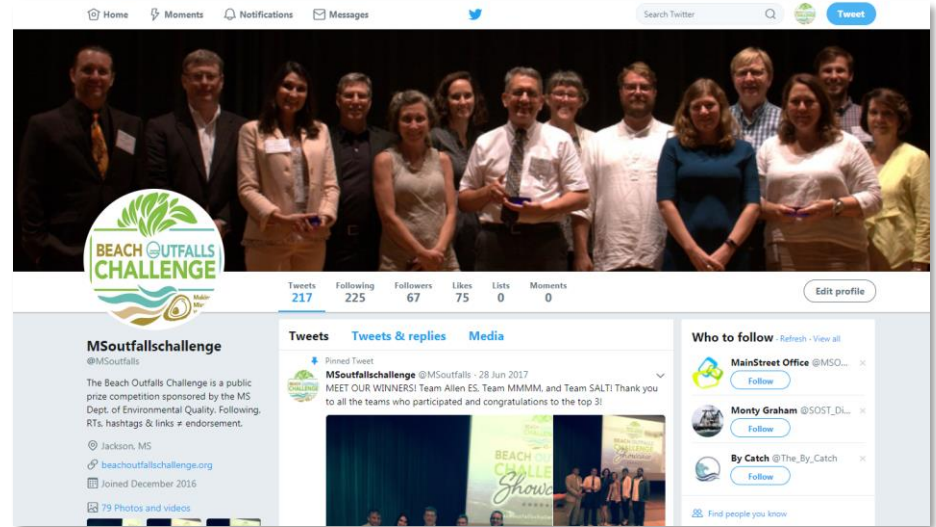 Home Moments Notifications Messages Search Twitter Tweet
BEACH OUTFALLS
CHALLENGE
Tweets Following Followers Likes Lists Moments
217 225 67 75 0 0
Edit profile
MSoutfallschallenge
@MSoutfalls
The Beach Outfalls Challenge is a public
prize competition sponsored by the MS
Dept. of Environmental Quality. Following,
RTs, hashtags & links ≠ endorsement.
Jackson, MS
beachoutfallschallenge.org
Joined December 2016
79 Photos and videos
Tweets Tweets & replies Media
Pinned Tweet
MSoutfallschallenge @MSoutfalls · 28 Jun 2017
MEET OUR WINNERS! Team Allen ES, Team MMMM, and Team SALT! Thank you
to all the teams who participated and congratulations to the top 3!
BEACH
CHALLE
Showc
BEACH OUTFALLS
CHALLENGE
Who to follow · Refresh · View all
MainStreet Office @MSO...
Follow
Monty Graham @SOST_Di...
Follow
By Catch @The_By_Catch
Follow
Find people you know